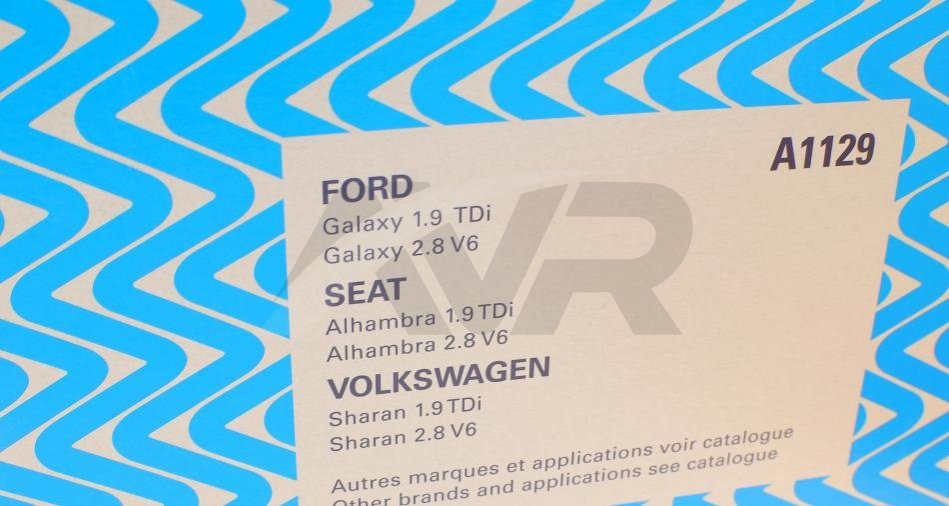 A1129
FORD
Galaxy 1.9 TDi
Galaxy 2.8 V6
SEAT
Alhambra 1.9 TDi
Alhambra 2.8 V6
VOLKSWAGEN
Sharan 1.9 TDi
Sharan 2.8 V6
Autres marques et applications voir catalogue
Other brands and applications see catalogue
AVR